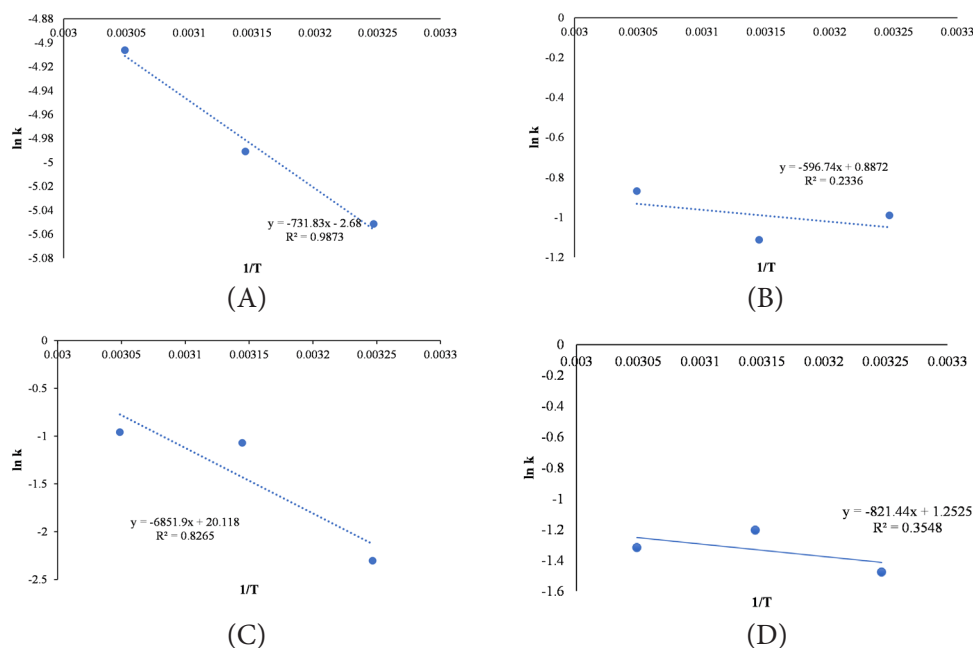 -4.88
0.003 0.00305 0.0031 0.00315 0.0032 0.00325 0.0033
-4.9
-4.92
-4.94
-4.96
-4.98
-5
-5.02
-5.04
-5.06
-5.08
ln k
y = -731.83x - 2.68
R² = 0.9873
1/T
(A)
0
0.003 0.00305 0.0031 0.00315 0.0032 0.00325 0.0033
-0.2
-0.4
-0.6
-0.8
-1
-1.2
ln k
y = -596.74x + 0.8872
R² = 0.2336
1/T
(B)
0
0.003 0.00305 0.0031 0.00315 0.0032 0.00325 0.0033
-0.5
-1
-1.5
-2
-2.5
ln k
y = -6851.9x + 20.118
R² = 0.8265
1/T
(C)
0
0.003 0.00305 0.0031 0.00315 0.0032 0.00325 0.0033
-0.2
-0.4
-0.6
-0.8
-1
-1.2
-1.4
-1.6
ln k
y = -821.44x + 1.2525
R² = 0.3548
1/T
(D)